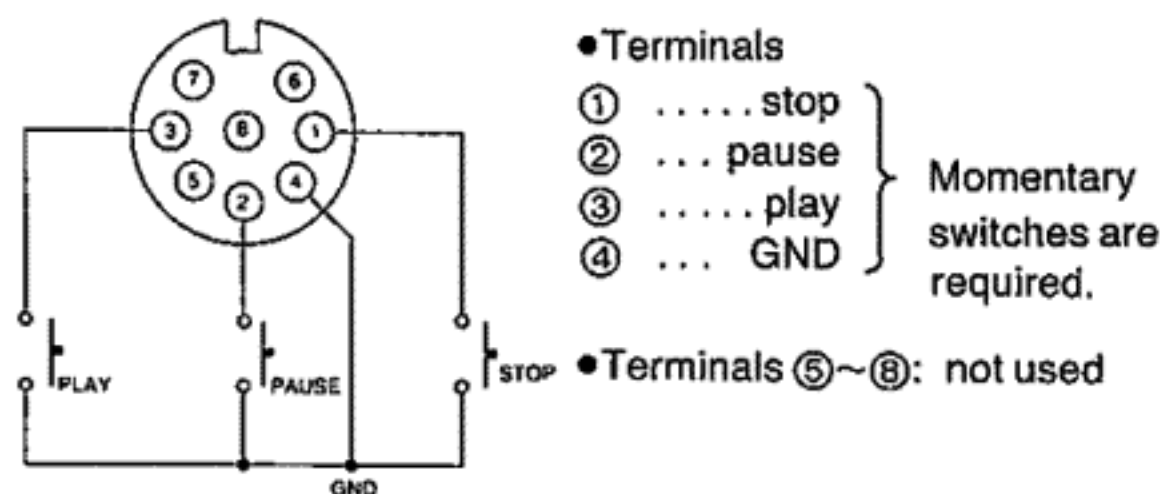 7
6
3
8
1
5
4
2
PLAY
PAUSE
STOP
GND
●Terminals
① .....stop
② ...pause
③ .....play
④ ... GND
Momentary
switches are
required.
●Terminals ⑤~⑧: not used